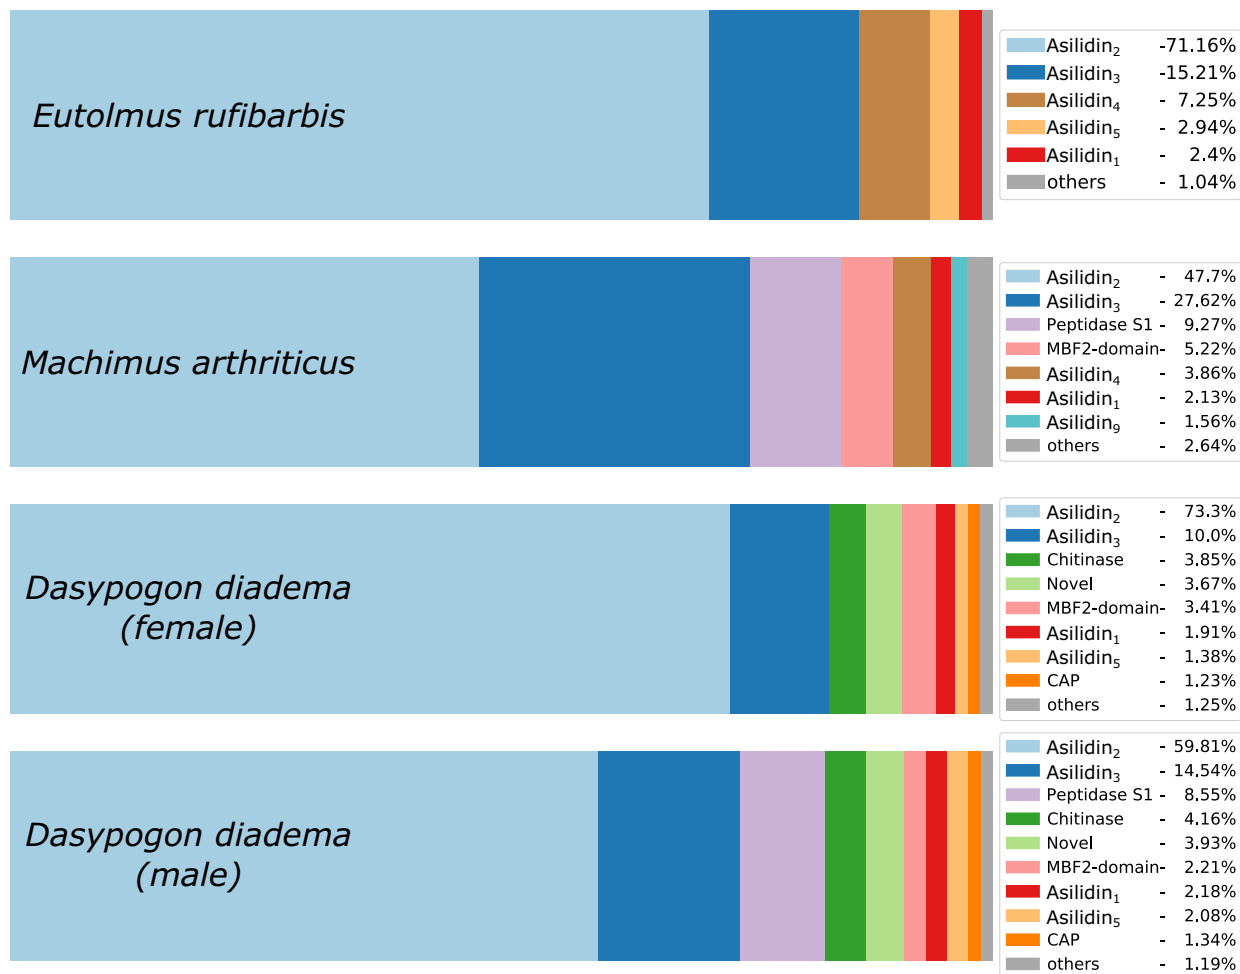 Eutolmus rufibarbis
Asilidin₂ -71.16%
Asilidin₃ -15.21%
Asilidin₄ - 7.25%
Asilidin₅ - 2.94%
Asilidin₁ - 2.4%
others - 1.04%
Machimus arthriticus
Asilidin₂ - 47.7%
Asilidin₃ - 27.62%
Peptidase S1 - 9.27%
MBF2-domain- 5.22%
Asilidin₄ - 3.86%
Asilidin₁ - 2.13%
Asilidin₉ - 1.56%
others - 2.64%
Dasypogon diadema
(female)
Asilidin₂ - 73.3%
Asilidin₃ - 10.0%
Chitinase - 3.85%
Novel - 3.67%
MBF2-domain- 3.41%
Asilidin₁ - 1.91%
Asilidin₅ - 1.38%
CAP - 1.23%
others - 1.25%
Dasypogon diadema
(male)
Asilidin₂ - 59.81%
Asilidin₃ - 14.54%
Peptidase S1 - 8.55%
Chitinase - 4.16%
Novel - 3.93%
MBF2-domain- 2.21%
Asilidin₁ - 2.18%
Asilidin₅ - 2.08%
CAP - 1.34%
others - 1.19%